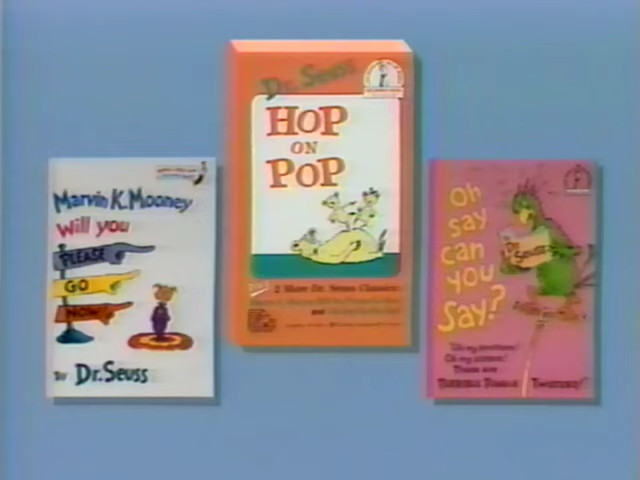 Marvin K. Mooney
Will you
PLEASE
GO
NOW!
By Dr. Seuss
Dr. Seuss
HOP
ON
POP
2 More Dr. Seuss Classics:
and
Oh
say
can
you
say?
Dr. Seuss
Oh my brothers!
Oh my sisters!
These are
TERRIBLE TONGUE TWISTERS!